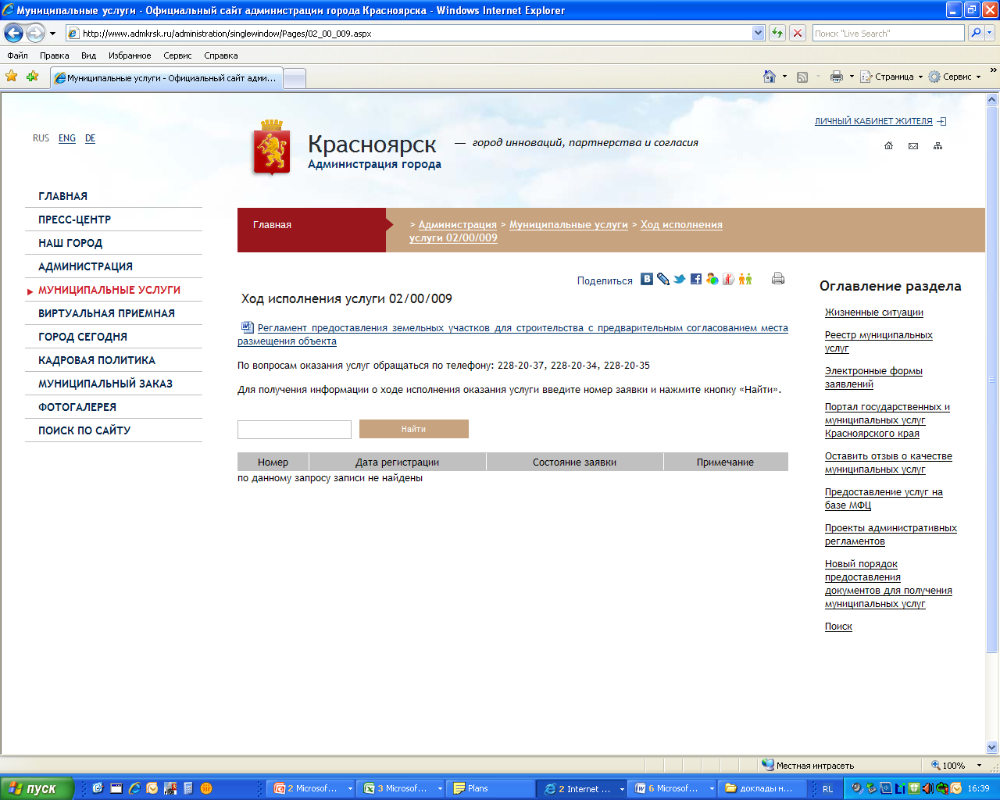 Муниципальные услуги - Официальный сайт администрации города Красноярска - Windows Internet Explorer
http://www.admkrsk.ru/administration/singlewindow/Pages/02_00_009.aspx
Поиск "Live Search"
Файл Правка Вид Избранное Сервис Справка
Муниципальные услуги - Официальный сайт адми...
Страница Сервис
RUS ENG DE
Красноярск — город инноваций, партнерства и согласия
Администрация города
ЛИЧНЫЙ КАБИНЕТ ЖИТЕЛЯ
ГЛАВНАЯ
ПРЕСС-ЦЕНТР
НАШ ГОРОД
АДМИНИСТРАЦИЯ
МУНИЦИПАЛЬНЫЕ УСЛУГИ
ВИРТУАЛЬНАЯ ПРИЕМНАЯ
ГОРОД СЕГОДНЯ
КАДРОВАЯ ПОЛИТИКА
МУНИЦИПАЛЬНЫЙ ЗАКАЗ
ФОТОГАЛЕРЕЯ
ПОИСК ПО САЙТУ
Главная
> Администрация > Муниципальные услуги > Ход исполнения
услуги 02/00/009
Поделиться
Ход исполнения услуги 02/00/009
Регламент предоставления земельных участков для строительства с предварительным согласованием места
размещения объекта
По вопросам оказания услуг обращаться по телефону: 228-20-37, 228-20-34, 228-20-35
Для получения информации о ходе исполнения оказания услуги введите номер заявки и нажмите кнопку «Найти».
Найти
Номер Дата регистрации Состояние заявки Примечание
по данному запросу записи не найдены
Оглавление раздела
Жизненные ситуации
Реестр муниципальных
услуг
Электронные формы
заявлений
Портал государственных и
муниципальных услуг
Красноярского края
Оставить отзыв о качестве
муниципальных услуг
Предоставление услуг на
базе МФЦ
Проекты административных
регламентов
Новый порядок
предоставления
документов для получения
муниципальных услуг
Поиск
Местная интрасеть 100%
пуск 2 Microsof... 3 Microsof... Plans 2 Internet ... 6 Microsof... доклады н... RL 16:39